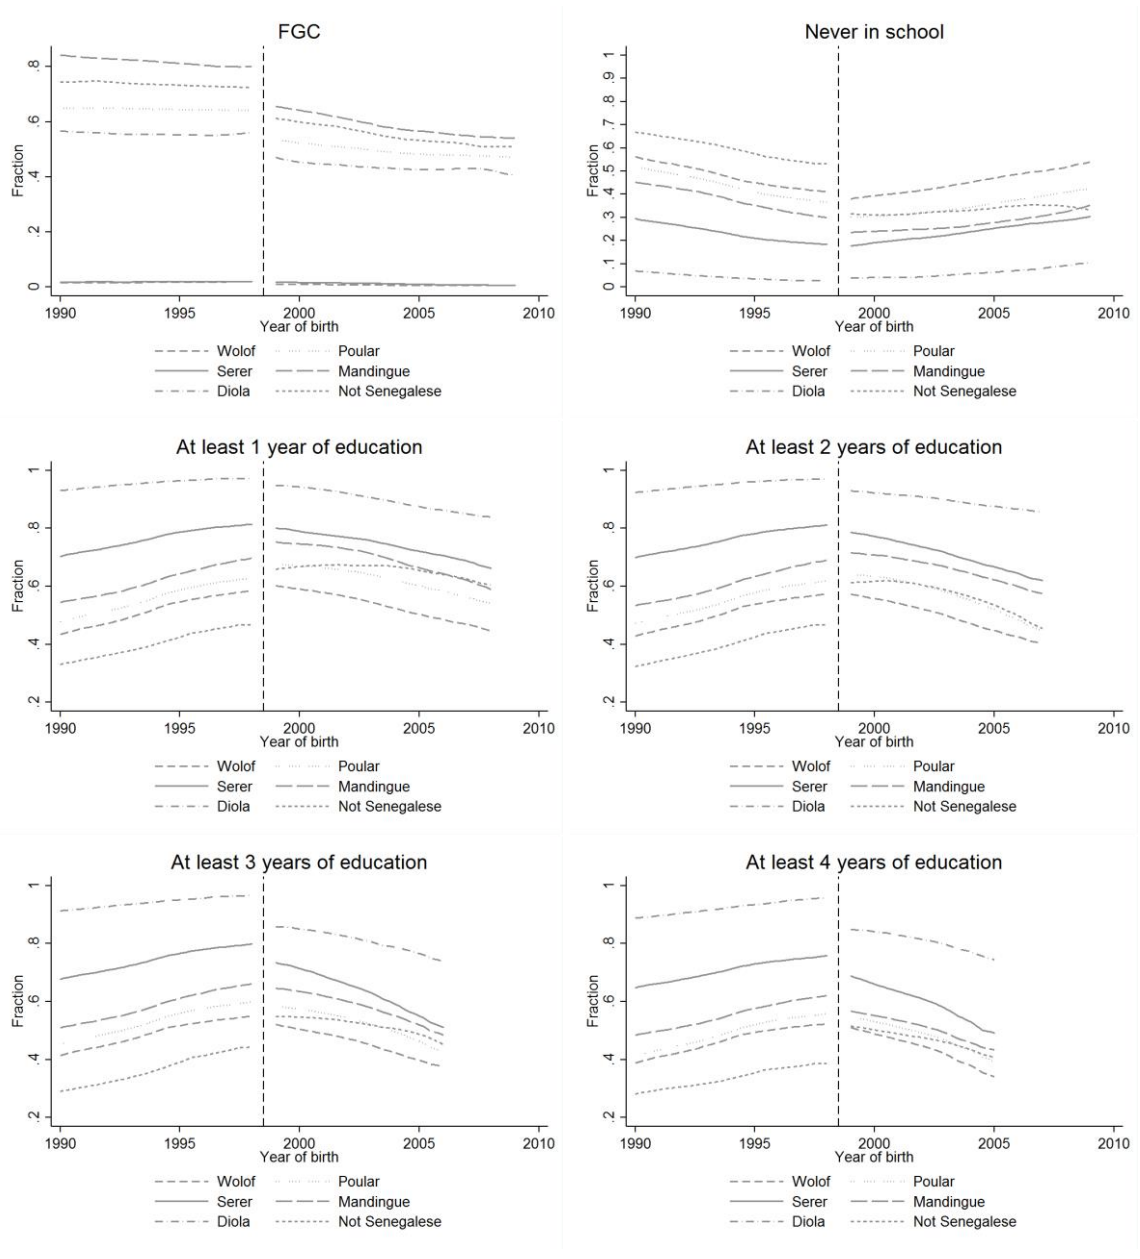 FGC
Fraction
.8
.6
.4
.2
0
1990 1995 2000 2005 2010
Year of birth
Wolof Poular
Serer Mandingue
Diola Not Senegalese
Never in school
Fraction
1
.9
.8
.7
.6
.5
.4
.3
.2
.1
0
1990 1995 2000 2005 2010
Year of birth
Wolof Poular
Serer Mandingue
Diola Not Senegalese
At least 1 year of education
Fraction
1
.8
.6
.4
.2
1990 1995 2000 2005 2010
Year of birth
Wolof Poular
Serer Mandingue
Diola Not Senegalese
At least 2 years of education
Fraction
1
.8
.6
.4
.2
1990 1995 2000 2005 2010
Year of birth
Wolof Poular
Serer Mandingue
Diola Not Senegalese
At least 3 years of education
Fraction
1
.8
.6
.4
.2
1990 1995 2000 2005 2010
Year of birth
Wolof Poular
Serer Mandingue
Diola Not Senegalese
At least 4 years of education
Fraction
1
.8
.6
.4
.2
1990 1995 2000 2005 2010
Year of birth
Wolof Poular
Serer Mandingue
Diola Not Senegalese